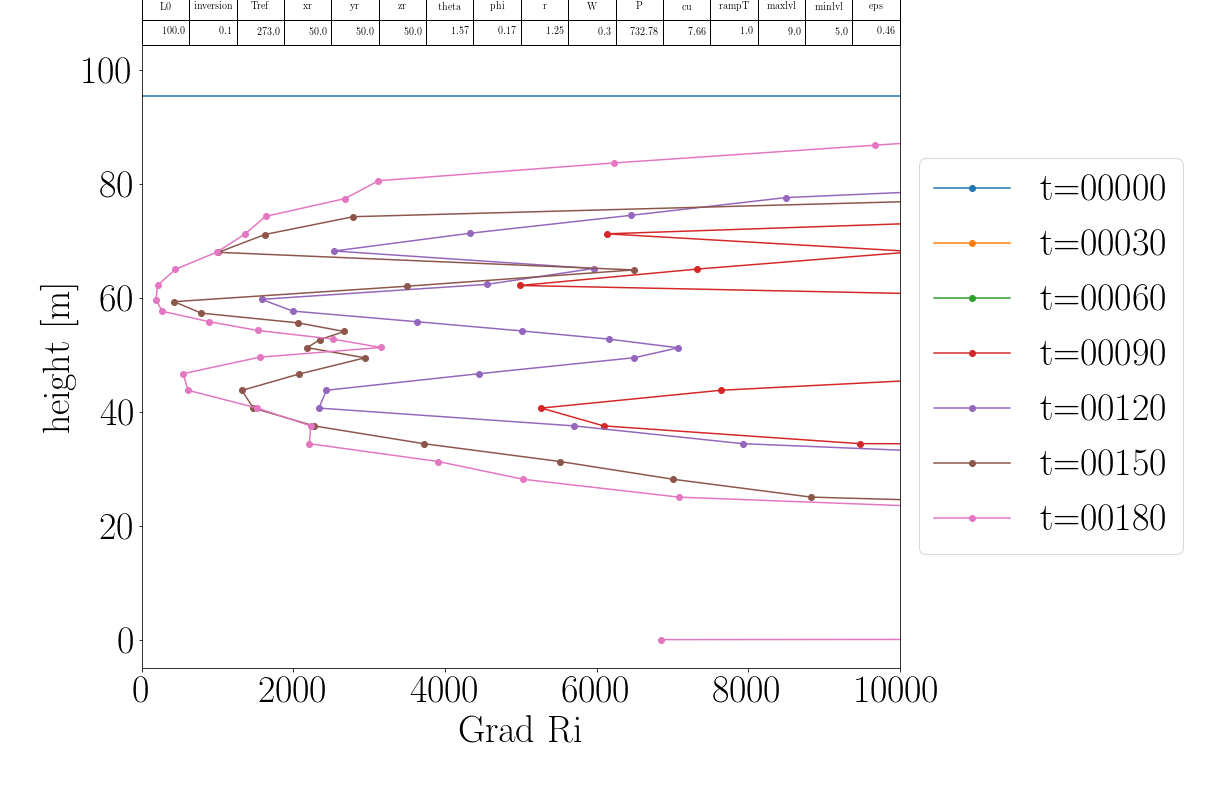 L0 inversion Tref xr yr zr theta phi r W P cu rampT maxlvl minlvl eps
100.0 0.1 273.0 50.0 50.0 50.0 1.57 0.17 1.25 0.3 732.78 7.66 1.0 9.0 5.0 0.46
100
80
60
40
20
0
height [m]
0 2000 4000 6000 8000 10000
Grad Ri
t=00000
t=00030
t=00060
t=00090
t=00120
t=00150
t=00180